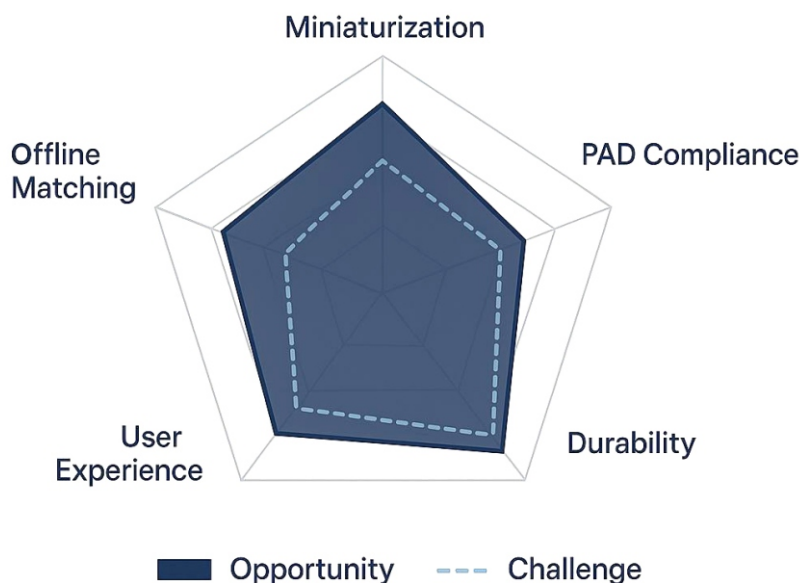 Miniaturization
Offline
Matching
PAD Compliance
User
Experience
Durability
Opportunity
Challenge